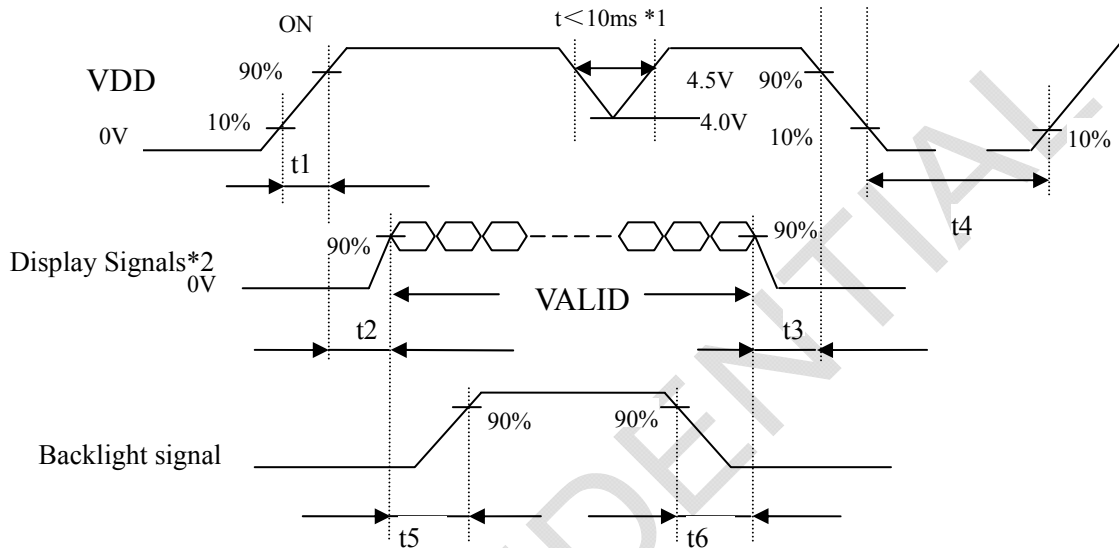 ON
t<10ms *1
VDD
90%
4.5V
90%
0V
10%
4.0V
10%
10%
t1
t4
90%
90%
Display Signals*2
0V
VALID
t2
t3
90%
90%
Backlight signal
t5
t6
DENTIAL